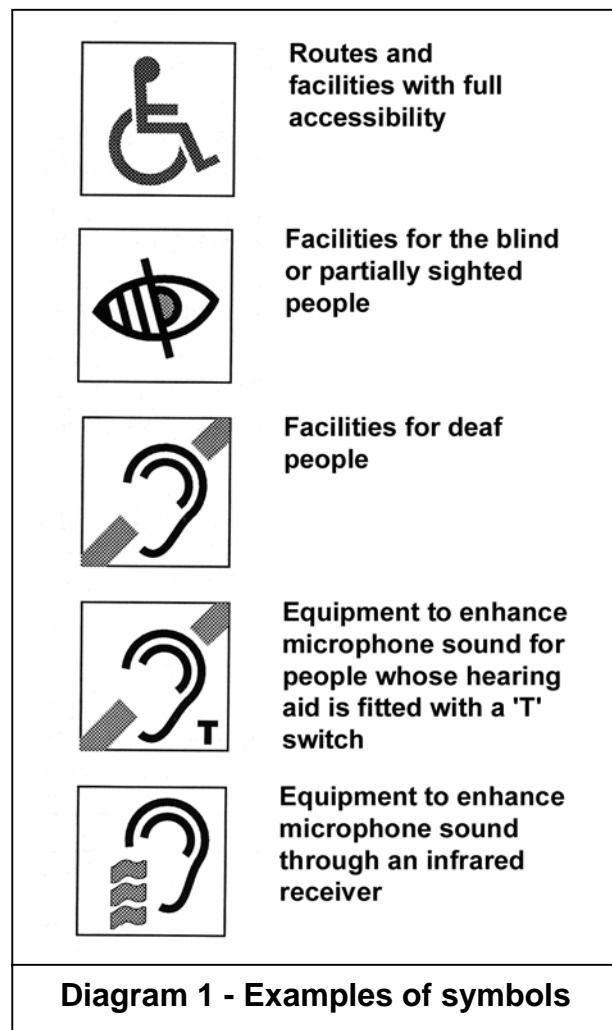 Routes and
facilities with full
accessibility
Facilities for the blind
or partially sighted
people
Facilities for deaf
people
T
Equipment to enhance
microphone sound for
people whose hearing
aid is fitted with a 'T'
switch
Equipment to enhance
microphone sound
through an infrared
receiver
Diagram 1 - Examples of symbols